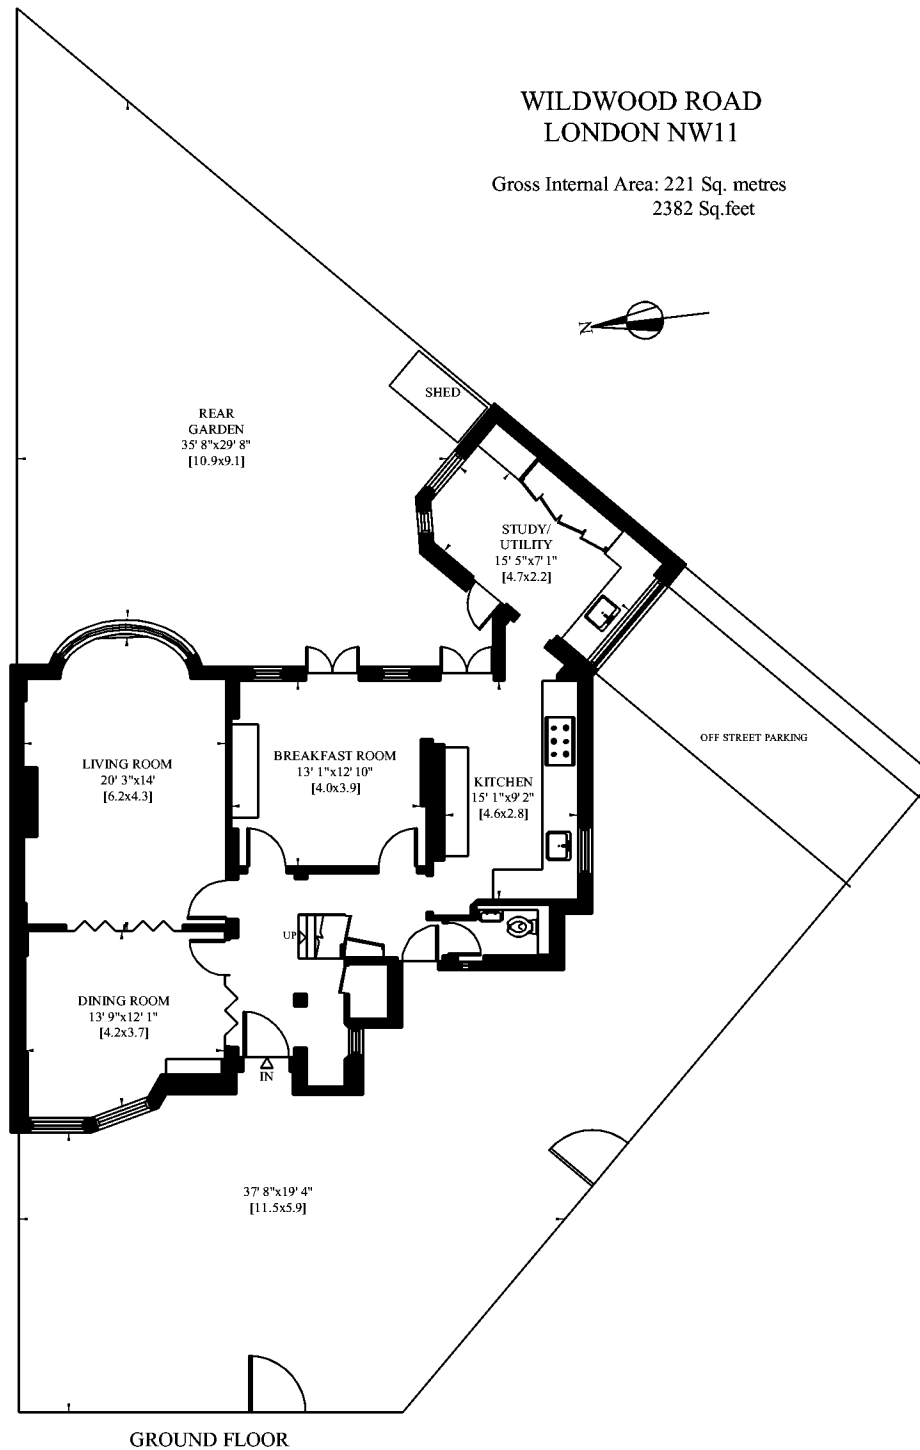 WILDWOOD ROAD
LONDON NW11
Gross Internal Area: 221 Sq. metres
2382 Sq.feet
N
SHED
REAR
GARDEN
35' 8"x29' 8"
[10.9x9.1]
STUDY/
UTILITY
15' 5"x7' 1"
[4.7x2.2]
OFF STREET PARKING
LIVING ROOM
20' 3"x14'
[6.2x4.3]
BREAKFAST ROOM
13' 1"x12' 10"
[4.0x3.9]
KITCHEN
15' 1"x9' 2"
[4.6x2.8]
UP
DINING ROOM
13' 9"x12' 1"
[4.2x3.7]
IN
37' 8"x19' 4"
[11.5x5.9]
GROUND FLOOR